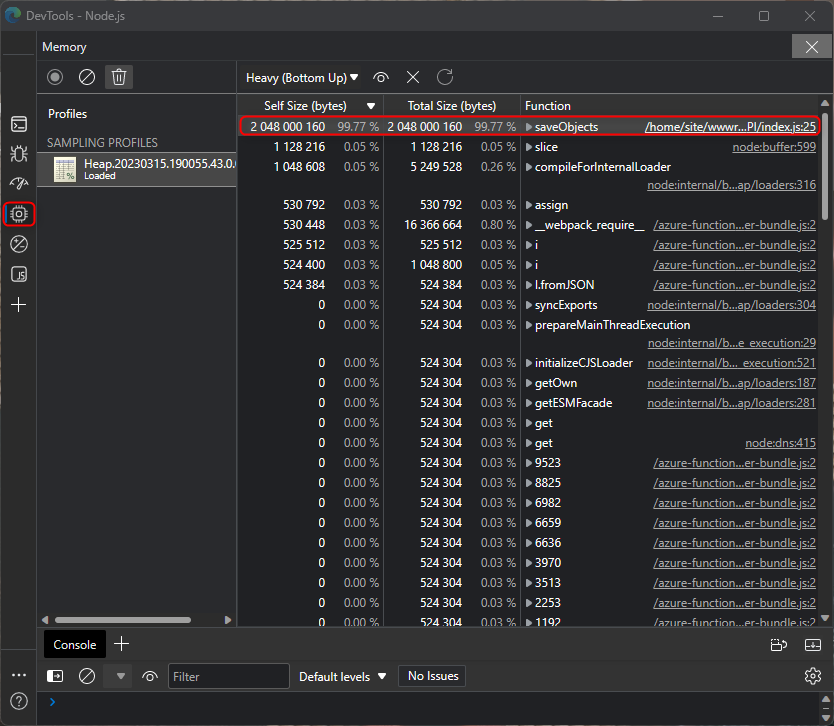 DevTools - Node.js
Memory
Heavy (Bottom Up)
Profiles
SAMPLING PROFILES
Heap.20230315.190055.43.0.
Loaded
Self Size (bytes) Total Size (bytes) Function
2 048 000 160 99.77 % 2 048 000 160 99.77 % saveObjects /home/site/wwwr...PI/index.js:25
1 128 216 0.05 % 1 128 216 0.05 % slice node:buffer:599
1 048 608 0.05 % 5 249 528 0.26 % compileForInternalLoader
node:internal/b...ap/loaders:316
530 792 0.03 % 530 792 0.03 % assign
530 448 0.03 % 16 366 664 0.80 % __webpack_require__ /azure-function...er-bundle.js:2
525 512 0.03 % 525 512 0.03 % i /azure-function...er-bundle.js:2
524 400 0.03 % 1 048 800 0.05 % i /azure-function...er-bundle.js:2
524 384 0.03 % 524 384 0.03 % l.fromJSON /azure-function...er-bundle.js:2
0 0.00 % 524 304 0.03 % syncExports node:internal/b...ap/loaders:304
0 0.00 % 524 304 0.03 % prepareMainThreadExecution
node:internal/b...e_execution:29
0 0.00 % 524 304 0.03 % initializeCJSLoader node:internal/b...e_execution:521
0 0.00 % 524 304 0.03 % getOwn node:internal/b...ap/loaders:187
0 0.00 % 524 304 0.03 % getESMFacade node:internal/b...ap/loaders:281
0 0.00 % 524 304 0.03 % get
0 0.00 % 524 304 0.03 % get node:dns:415
0 0.00 % 524 304 0.03 % 9523 /azure-function...er-bundle.js:2
0 0.00 % 524 304 0.03 % 8825 /azure-function...er-bundle.js:2
0 0.00 % 524 304 0.03 % 6982 /azure-function...er-bundle.js:2
0 0.00 % 524 304 0.03 % 6659 /azure-function...er-bundle.js:2
0 0.00 % 524 304 0.03 % 6636 /azure-function...er-bundle.js:2
0 0.00 % 524 304 0.03 % 3970 /azure-function...er-bundle.js:2
0 0.00 % 524 304 0.03 % 3513 /azure-function...er-bundle.js:2
0 0.00 % 524 304 0.03 % 2253 /azure-function...er-bundle.js:2
0 0.00 % 524 304 0.03 % 1192 /azure-function...er-bundle.js:2
Console
Filter Default levels No Issues